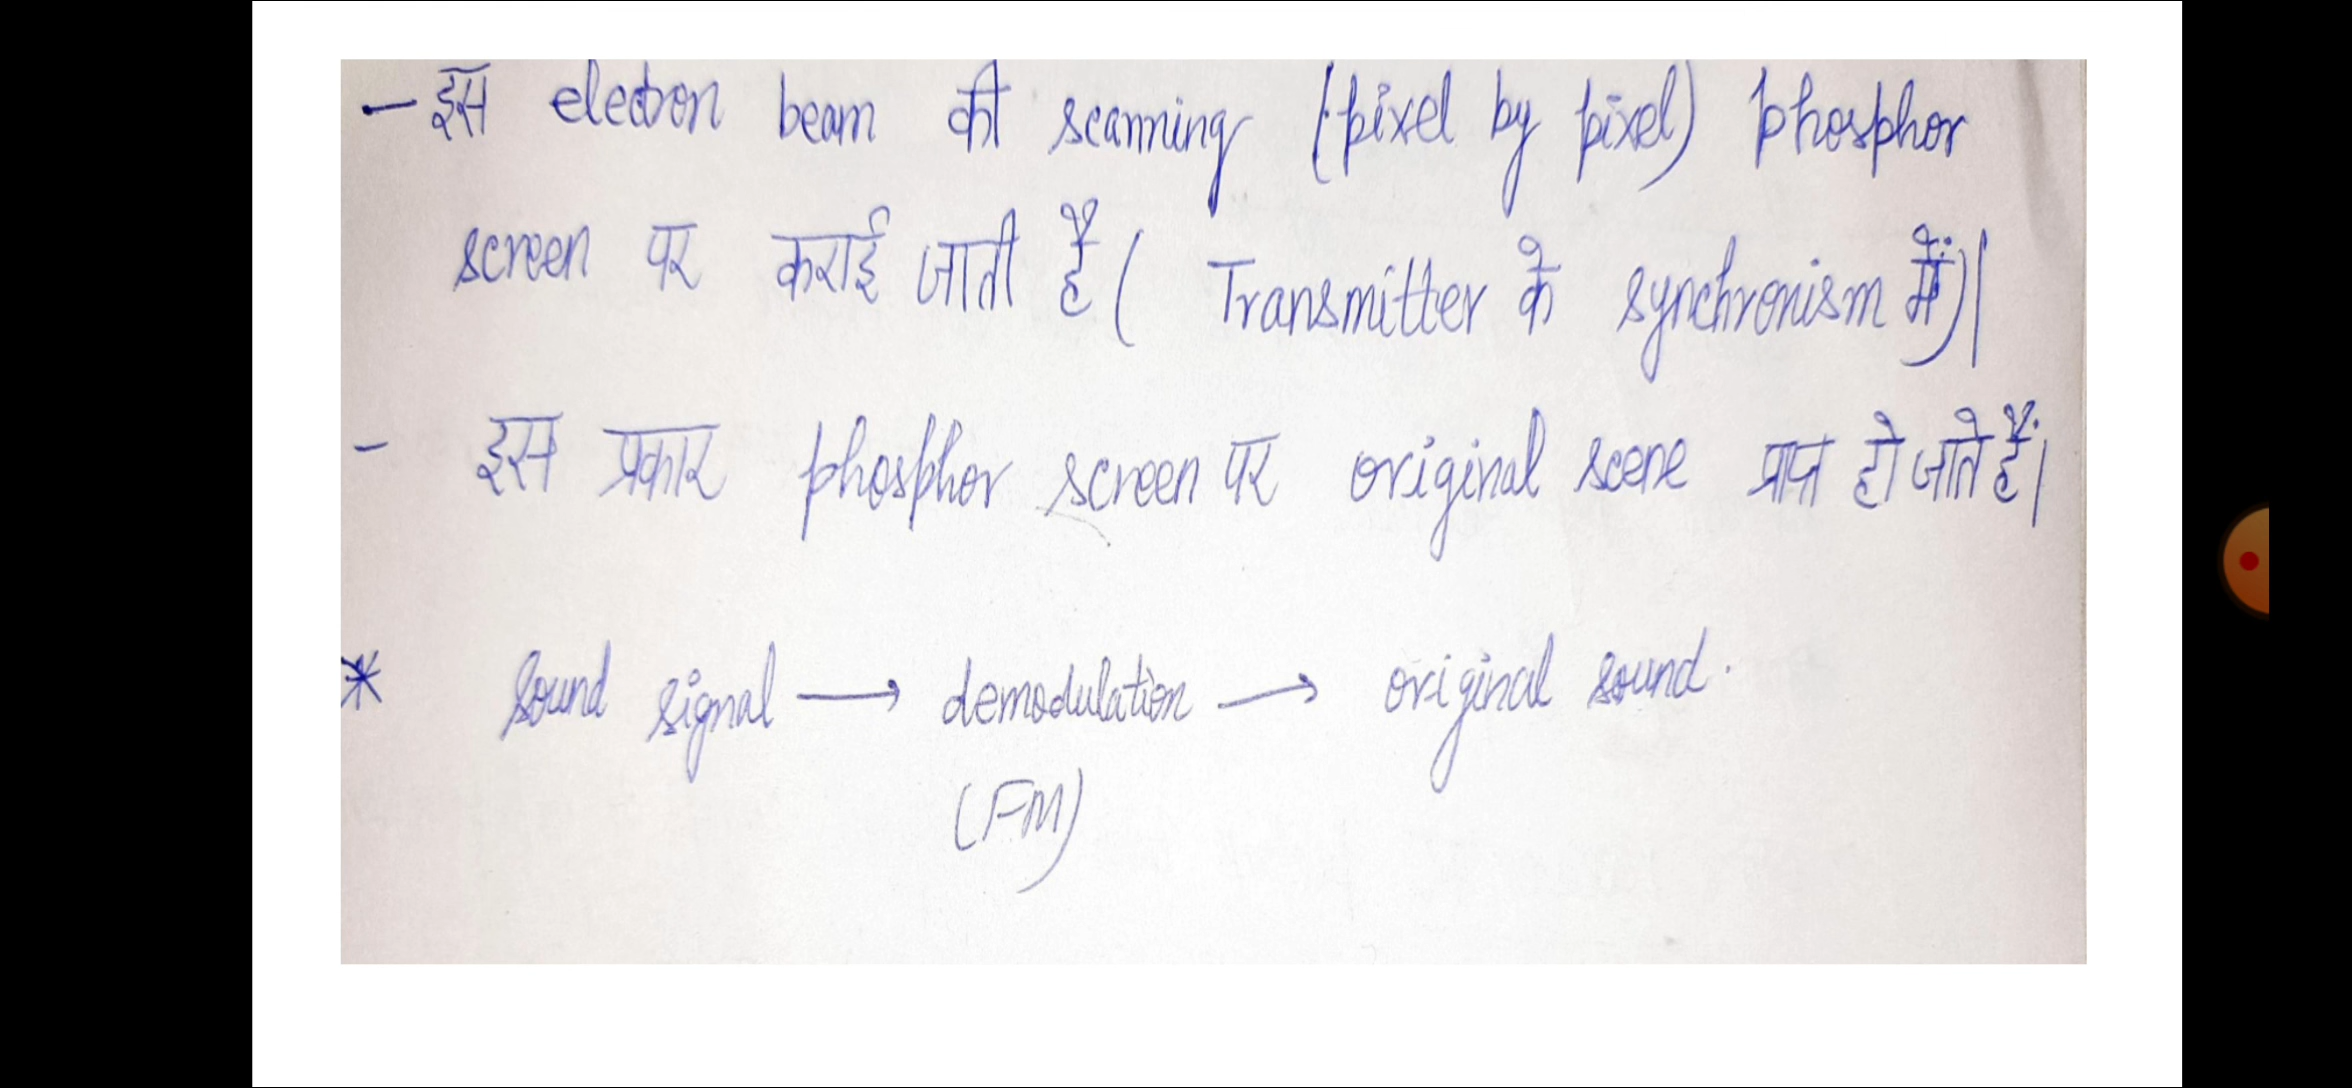 - इस electron beam की scanning (pixel by pixel) phosphor
screen पर कराई जाती है ( Transmitter के synchronism में)|
- इस प्रकार phosphor screen पर original scene प्राप्त हो जाते हैं।
* sound signal → demodulation → original sound.
(FM)